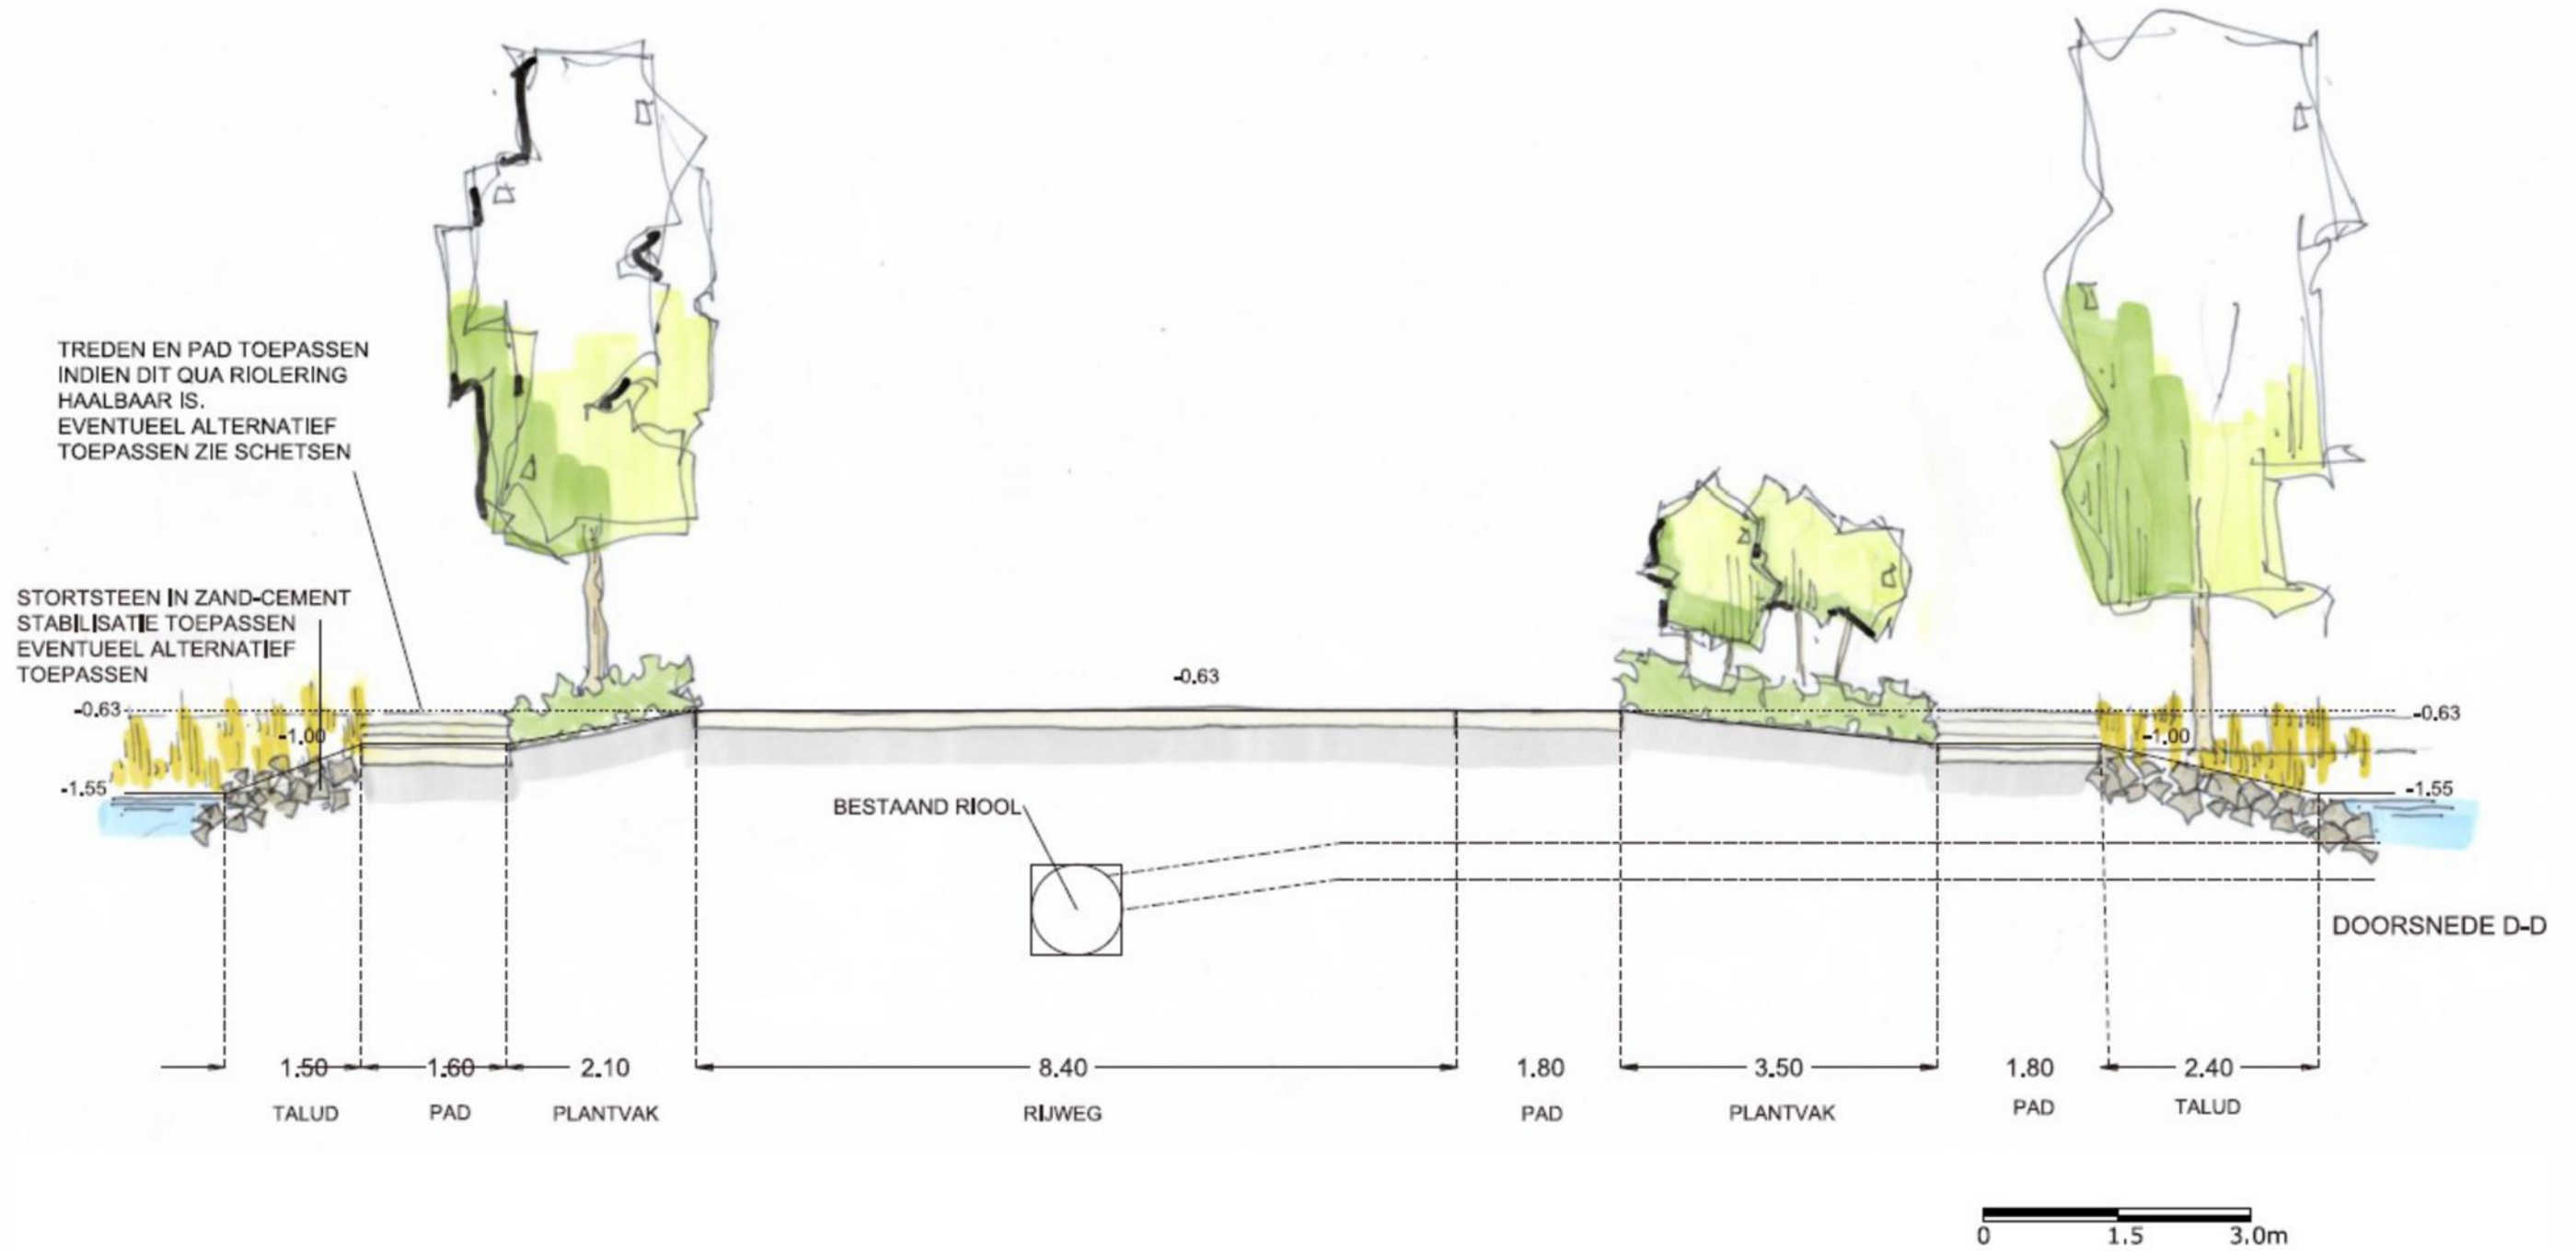 TREDEN EN PAD TOEPASSEN
INDIEN DIT QUA RIOLERING
HAALBAAR IS.
EVENTUEEL ALTERNATIEF
TOEPASSEN ZIE SCHETSEN
STORTSTEEN IN ZAND-CEMENT
STABILISATIE TOEPASSEN
EVENTUEEL ALTERNATIEF
TOEPASSEN
-0.63
-0.63
-0.63
-1.00
-1.00
-1.55
-1.55
BESTAAND RIOOL
DOORSNEDE D-D
1.50 1.60 2.10 8.40 1.80 3.50 1.80 2.40
TALUD PAD PLANTVAK RIJWEG PAD PLANTVAK PAD TALUD
0 1.5 3.0m